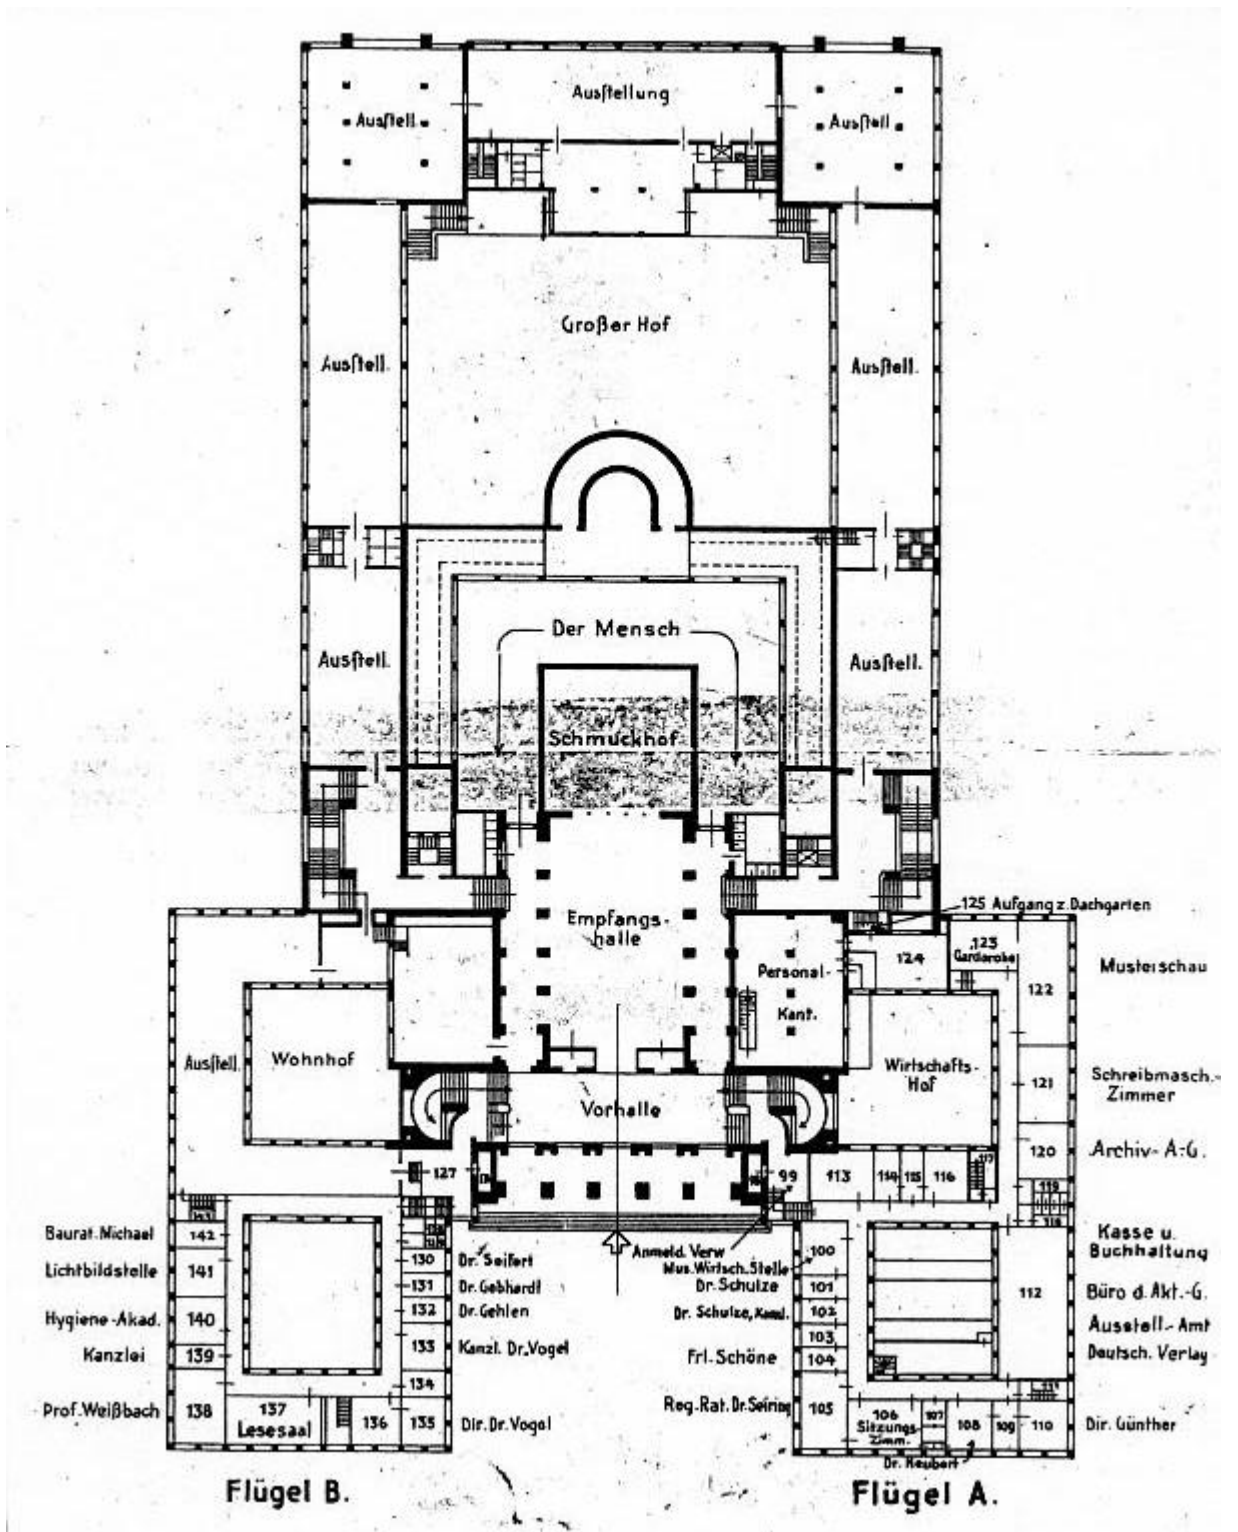 Ausſtellung
Ausſtell.
Ausſtell
Großer Hof
Ausſtell.
Ausſtell.
Der Mensch
Ausſtell.
Ausſtell.
Schmuckhof
125 Aufgang z. Dachgarten
Empfangs-
halle
123
Garderobe
124
Musterschau
Personal-
Kant.
122
Ausſtell.
Wohnhof
Wirtschafts-
Hof
121
Schreibmasch.-
Zimmer
Vorhalle
120
Archiv-A-G.
127
99
113
114
115
116
117
119
118
Baurat. Michael
143
142
Kasse u.
Buchhaltung
Anmeld. Verw
Mus. Wirtsch. Stelle
100
130
Dr. Seifert
Lichtbildstelle
141
131
Dr. Gebhardt
Dr. Schulze
101
112
Büro d. Akt.-G.
Hygiene-Akad.
140
132
Dr. Gehlen
Dr. Schulze, Kanzl.
102
Ausstell.-Amt
103
Kanzlei
139
133
Kanzl. Dr. Vogel
Frl. Schöne
104
Deutsch. Verlag
134
111
Prof. Weißbach
138
137
Lesesaal
136
135
Dir. Dr. Vogel
Reg.-Rat. Dr. Seiring
105
106
Sitzungs-
Zimm.
107
108
109
110
Dir. Günther
Dr. Neubert
Flügel B.
Flügel A.